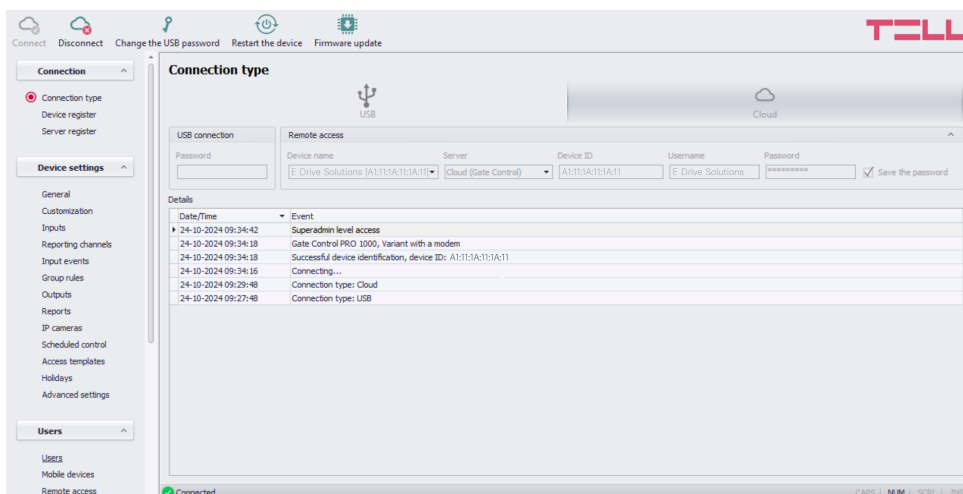 TELL
Connect Disconnect Change the USB password Restart the device Firmware update
Connection
Connection type
Device register
Server register
Device settings
General
Customization
Inputs
Reporting channels
Input events
Group rules
Outputs
Reports
IP cameras
Scheduled control
Access templates
Holidays
Advanced settings
Users
Users
Mobile devices
Remote access
Connection type
USB Cloud
USB connection Remote access
Password Device name Server Device ID Username Password
E Drive Solutions |A1:11:1A:11:1A:11| Cloud (Gate Control) A1:11:1A:11:1A:11 E Drive Solutions ********* Save the password
Details
Date/Time Event
24-10-2024 09:34:42 Superadmin level access
24-10-2024 09:34:18 Gate Control PRO 1000, Variant with a modem
24-10-2024 09:34:18 Successful device identification, device ID: A1:11:1A:11:1A:11
24-10-2024 09:34:16 Connecting...
24-10-2024 09:29:48 Connection type: Cloud
24-10-2024 09:27:48 Connection type: USB
Connected CAPS | NUM | SCRL |